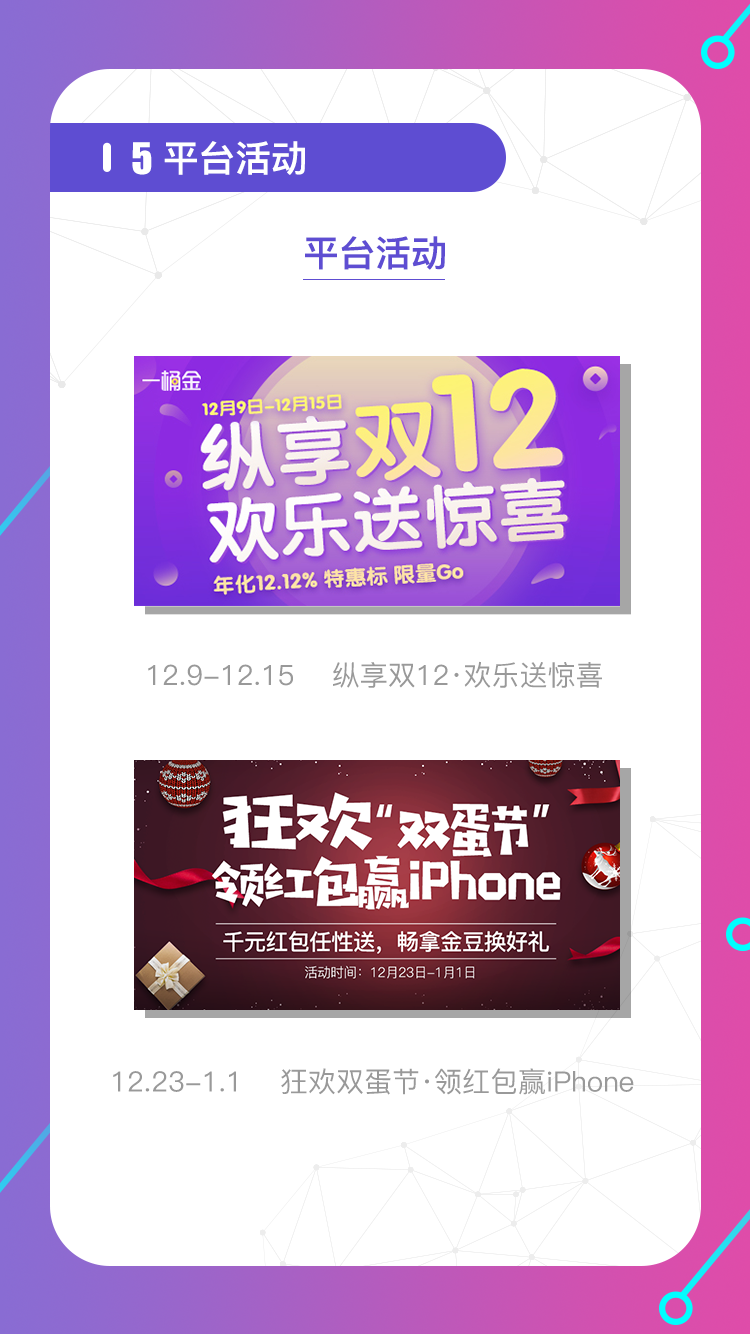 I 5 平台活动
平台活动
一桶金
12月9日-12月15日
纵享双12
欢乐送惊喜
年化12.12% 特惠标 限量Go
12.9-12.15 纵享双12·欢乐送惊喜
狂欢“双蛋节”
领红包赢iPhone
千元红包任性送，畅拿金豆换好礼
活动时间：12月23日-1月1日
12.23-1.1 狂欢双蛋节·领红包赢iPhone